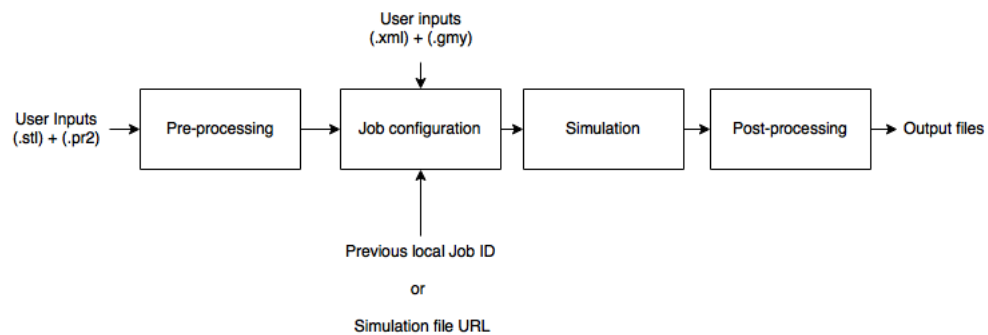 User inputs
(.xml) + (.gmy)
User Inputs
(.stl) + (.pr2)
Pre-processing
Job configuration
Simulation
Post-processing
Output files
Previous local Job ID
or
Simulation file URL